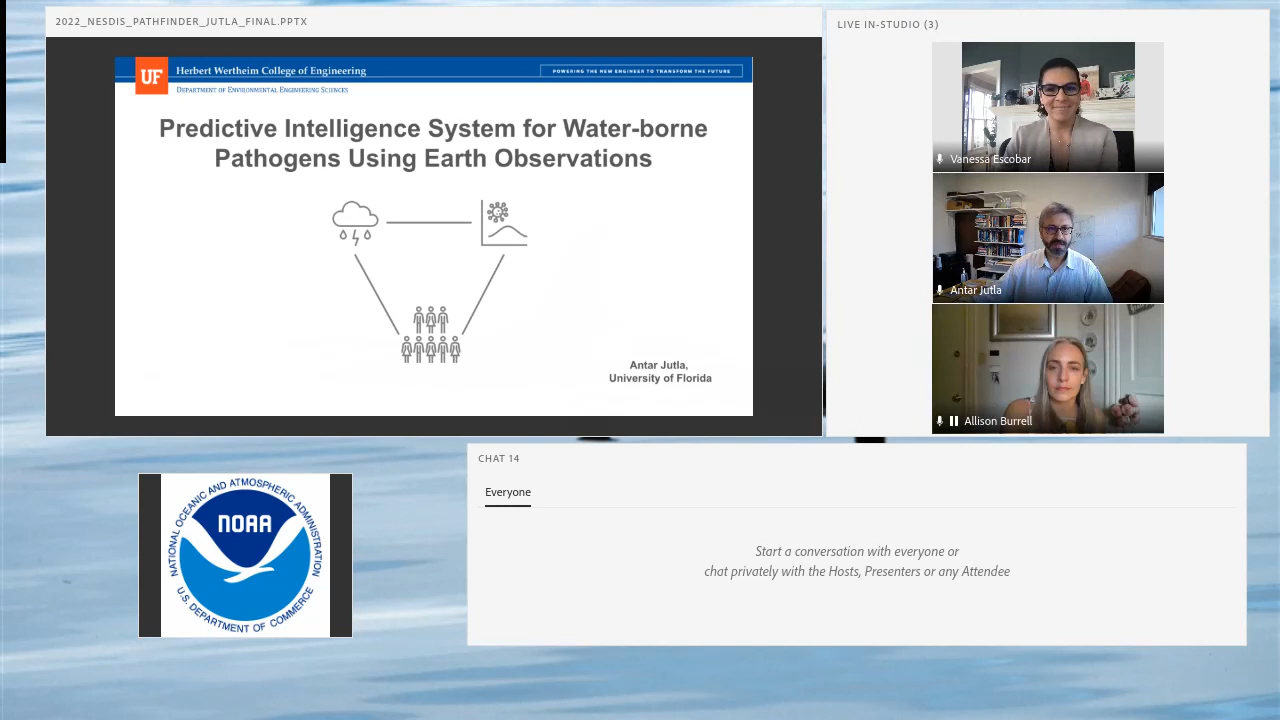 2022_NESDIS_PATHFINDER_JUTLA_FINAL.PPTX
UF
Herbert Wertheim College of Engineering
POWERING THE NEW ENGINEER TO TRANSFORM THE FUTURE
DEPARTMENT OF ENVIRONMENTAL ENGINEERING SCIENCES
Predictive Intelligence System for Water-borne
Pathogens Using Earth Observations
Antar Jutla,
University of Florida
LIVE IN-STUDIO (3)
Vanessa Escobar
Antar Jutla
Allison Burrell
NATIONAL OCEANIC AND ATMOSPHERIC ADMINISTRATION
NOAA
U.S. DEPARTMENT OF COMMERCE
CHAT 14
Everyone
Start a conversation with everyone or
chat privately with the Hosts, Presenters or any Attendee